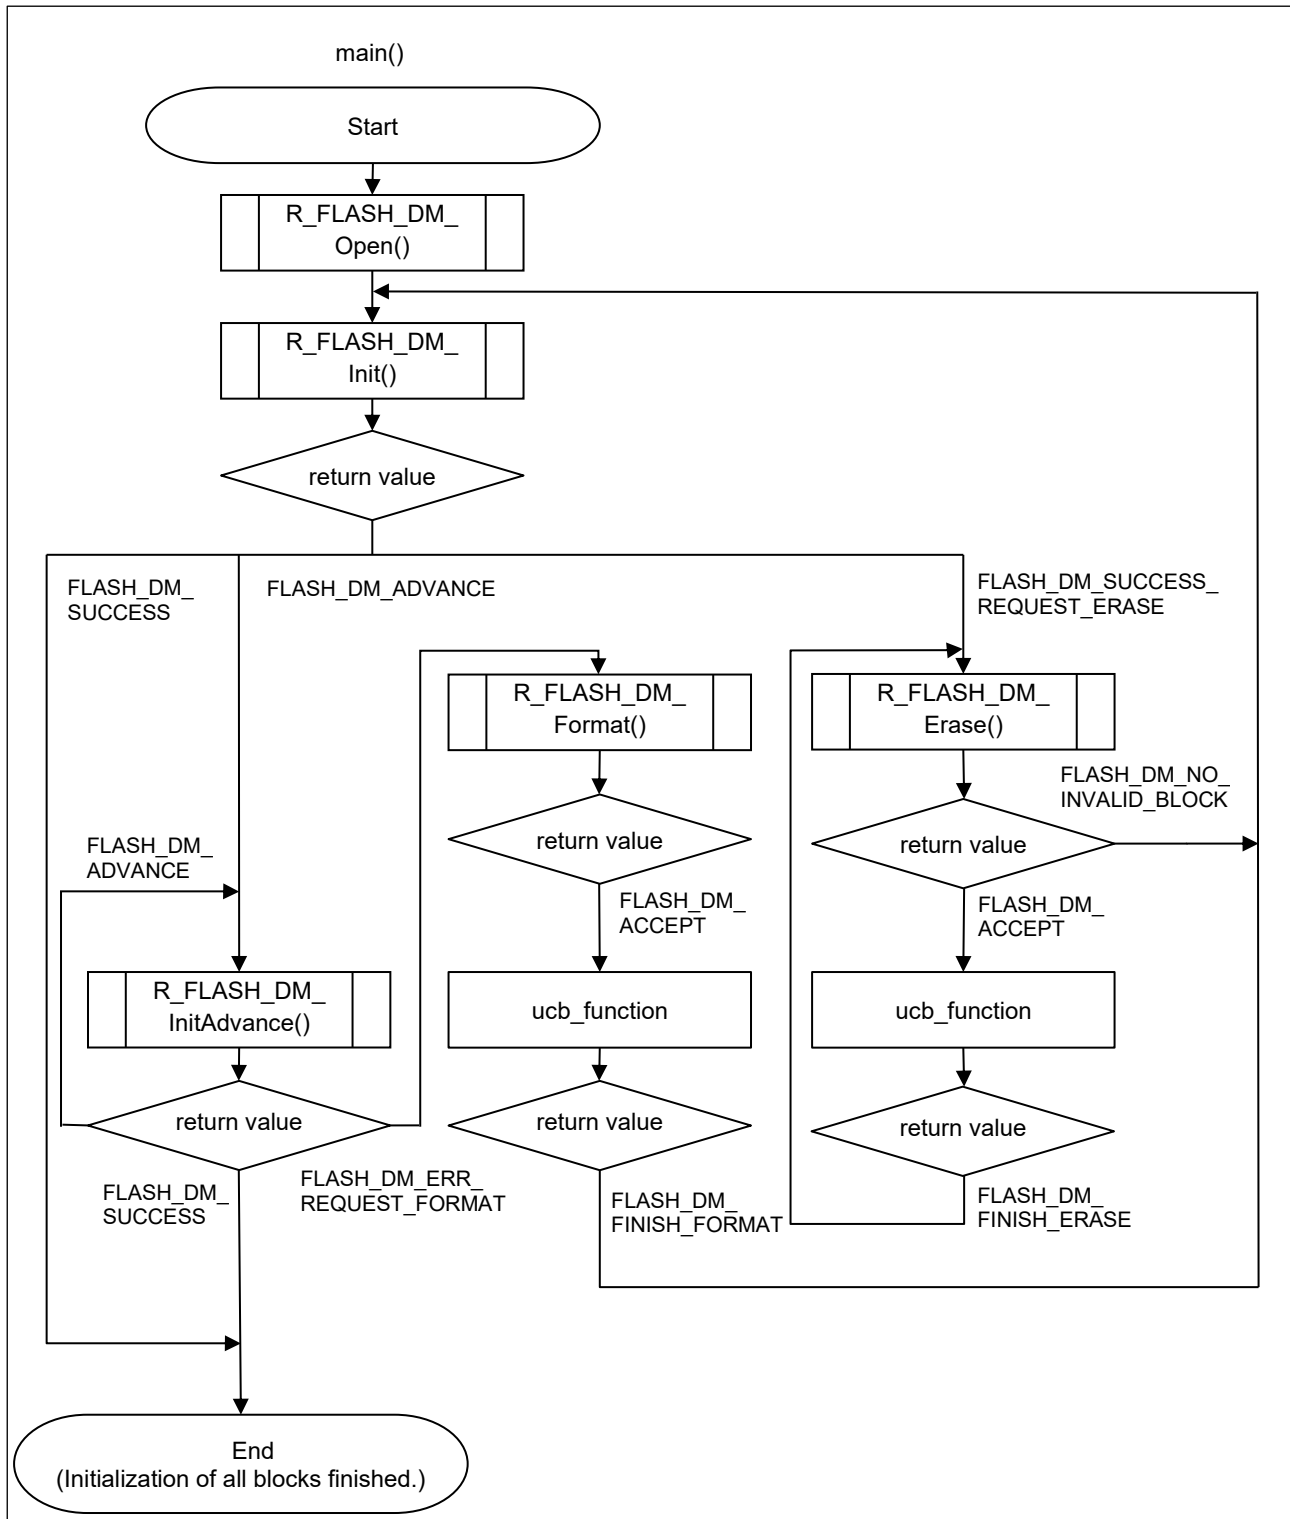 main()
Start
R_FLASH_DM_
Open()
R_FLASH_DM_
Init()
return value
FLASH_DM_
SUCCESS
FLASH_DM_ADVANCE
FLASH_DM_SUCCESS_
REQUEST_ERASE
R_FLASH_DM_
Format()
R_FLASH_DM_
Erase()
FLASH_DM_NO_
INVALID_BLOCK
return value
return value
FLASH_DM_
ADVANCE
FLASH_DM_
ACCEPT
FLASH_DM_
ACCEPT
R_FLASH_DM_
InitAdvance()
ucb_function
ucb_function
return value
return value
return value
FLASH_DM_
SUCCESS
FLASH_DM_ERR_
REQUEST_FORMAT
FLASH_DM_
FINISH_FORMAT
FLASH_DM_
FINISH_ERASE
End
(Initialization of all blocks finished.)